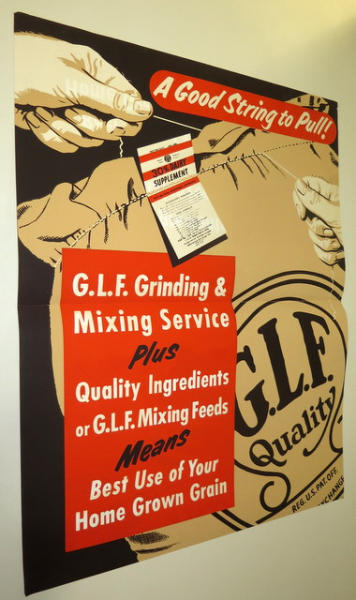 A Good String to Pull!
30% DAIRY
SUPPLEMENT
G.L.F. Grinding &
Mixing Service
Plus
Quality Ingredients
or G.L.F. Mixing Feeds
Means
Best Use of Your
Home Grown Grain
G.L.F.
Quality
REG. U.S. PAT. OFF.
XCHANGE